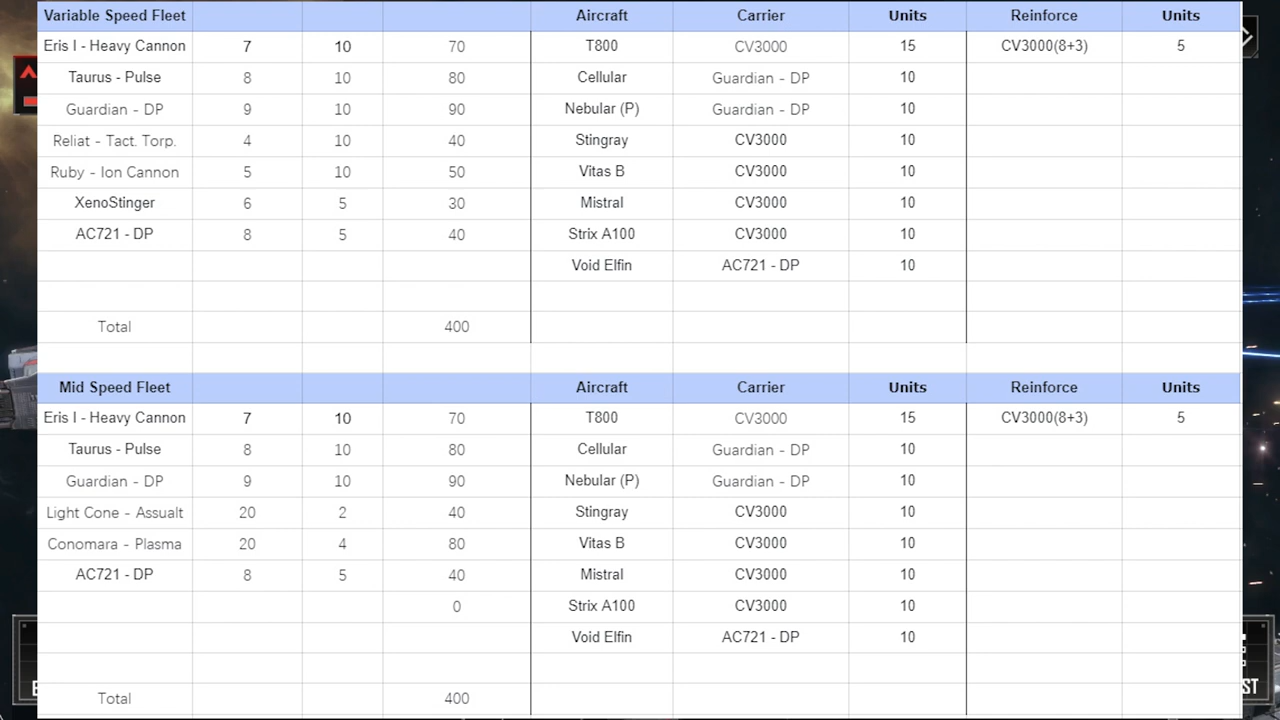 Variable Speed Fleet Aircraft Carrier Units Reinforce Units
Eris I - Heavy Cannon 7 10 70 T800 CV3000 15 CV3000(8+3) 5
Taurus - Pulse 8 10 80 Cellular Guardian - DP 10
Guardian - DP 9 10 90 Nebular (P) Guardian - DP 10
Reliat - Tact. Torp. 4 10 40 Stingray CV3000 10
Ruby - Ion Cannon 5 10 50 Vitas B CV3000 10
XenoStinger 6 5 30 Mistral CV3000 10
AC721 - DP 8 5 40 Strix A100 CV3000 10
Void Elfin AC721 - DP 10
Total 400
Mid Speed Fleet Aircraft Carrier Units Reinforce Units
Eris I - Heavy Cannon 7 10 70 T800 CV3000 15 CV3000(8+3) 5
Taurus - Pulse 8 10 80 Cellular Guardian - DP 10
Guardian - DP 9 10 90 Nebular (P) Guardian - DP 10
Light Cone - Assualt 20 2 40 Stingray CV3000 10
Conomara - Plasma 20 4 80 Vitas B CV3000 10
AC721 - DP 8 5 40 Mistral CV3000 10
0 Strix A100 CV3000 10
Void Elfin AC721 - DP 10
Total 400